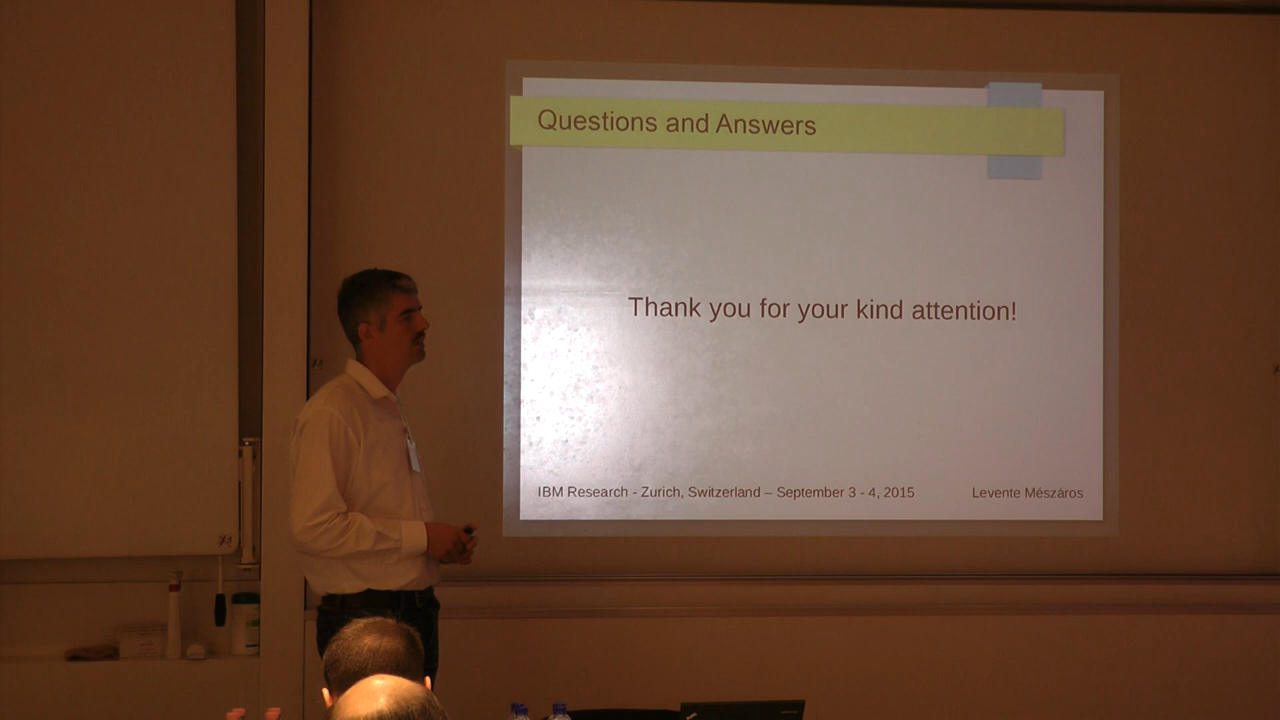 Questions and Answers
Thank you for your kind attention!
IBM Research - Zurich, Switzerland – September 3 - 4, 2015
Levente Mészáros